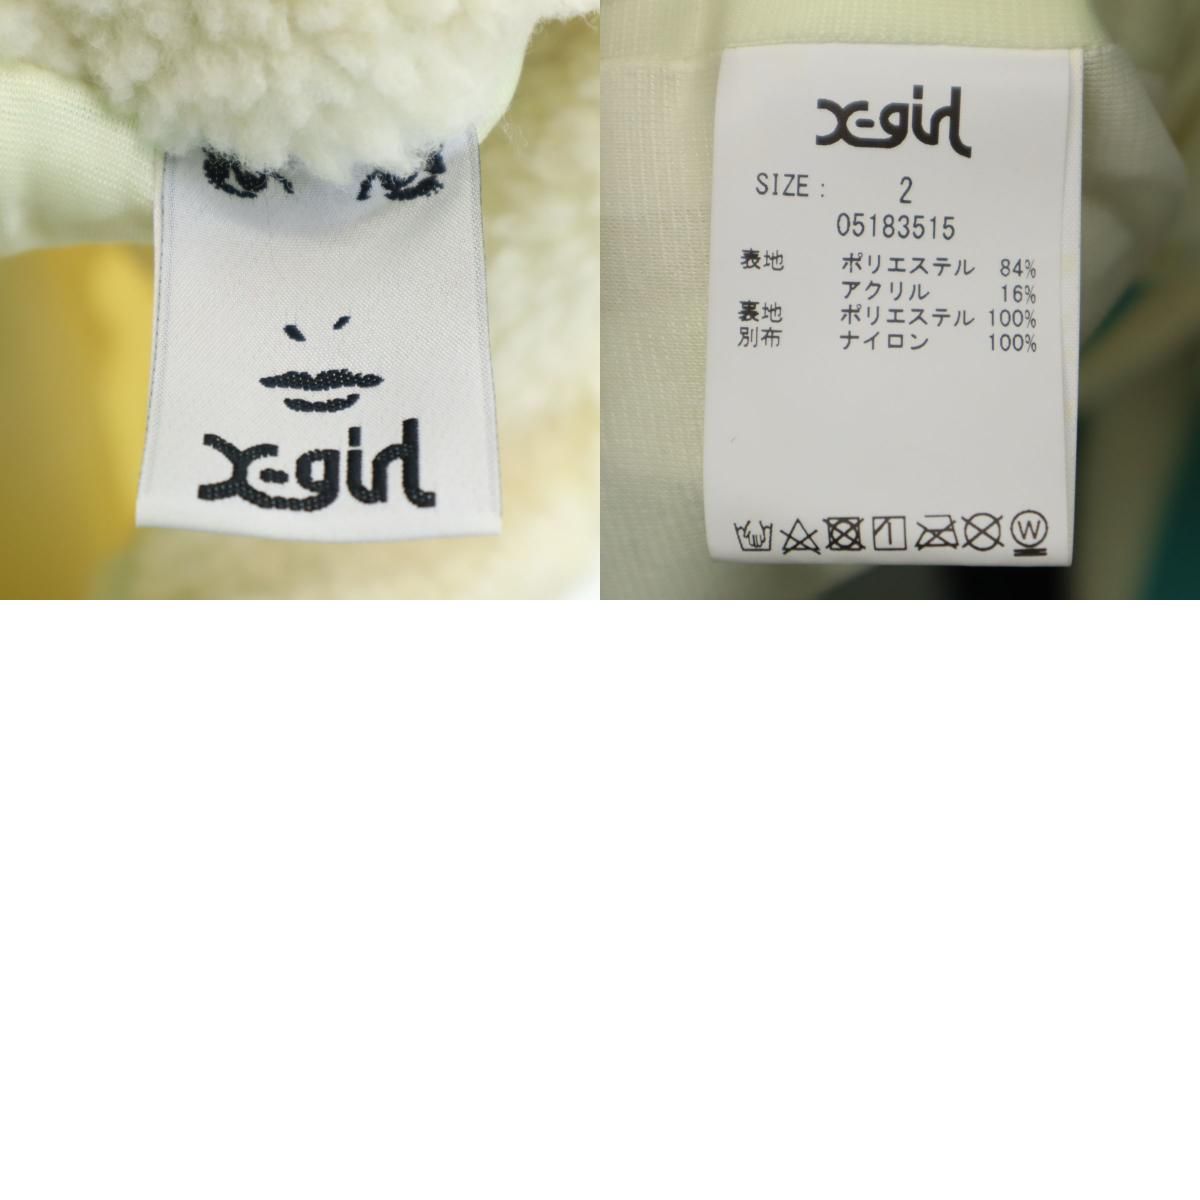 X-girl
X-girl
SIZE : 2
05183515
表地 ポリエステル 84%
アクリル 16%
裏地 ポリエステル 100%
別布 ナイロン 100%
W